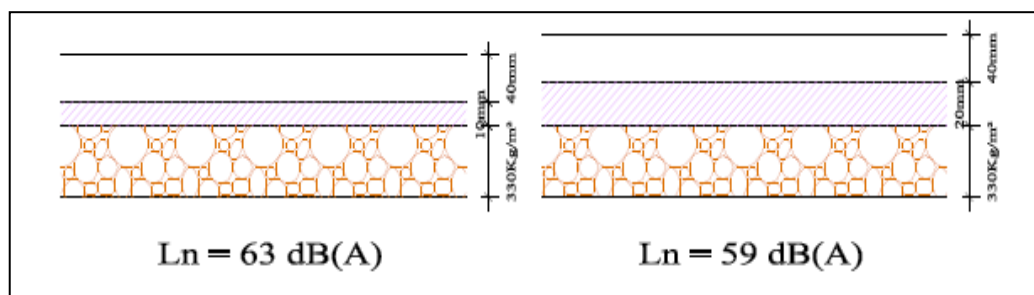 40mm
10mm
330Kg/m²
Ln = 63 dB(A)
40mm
20mm
330Kg/m²
Ln = 59 dB(A)